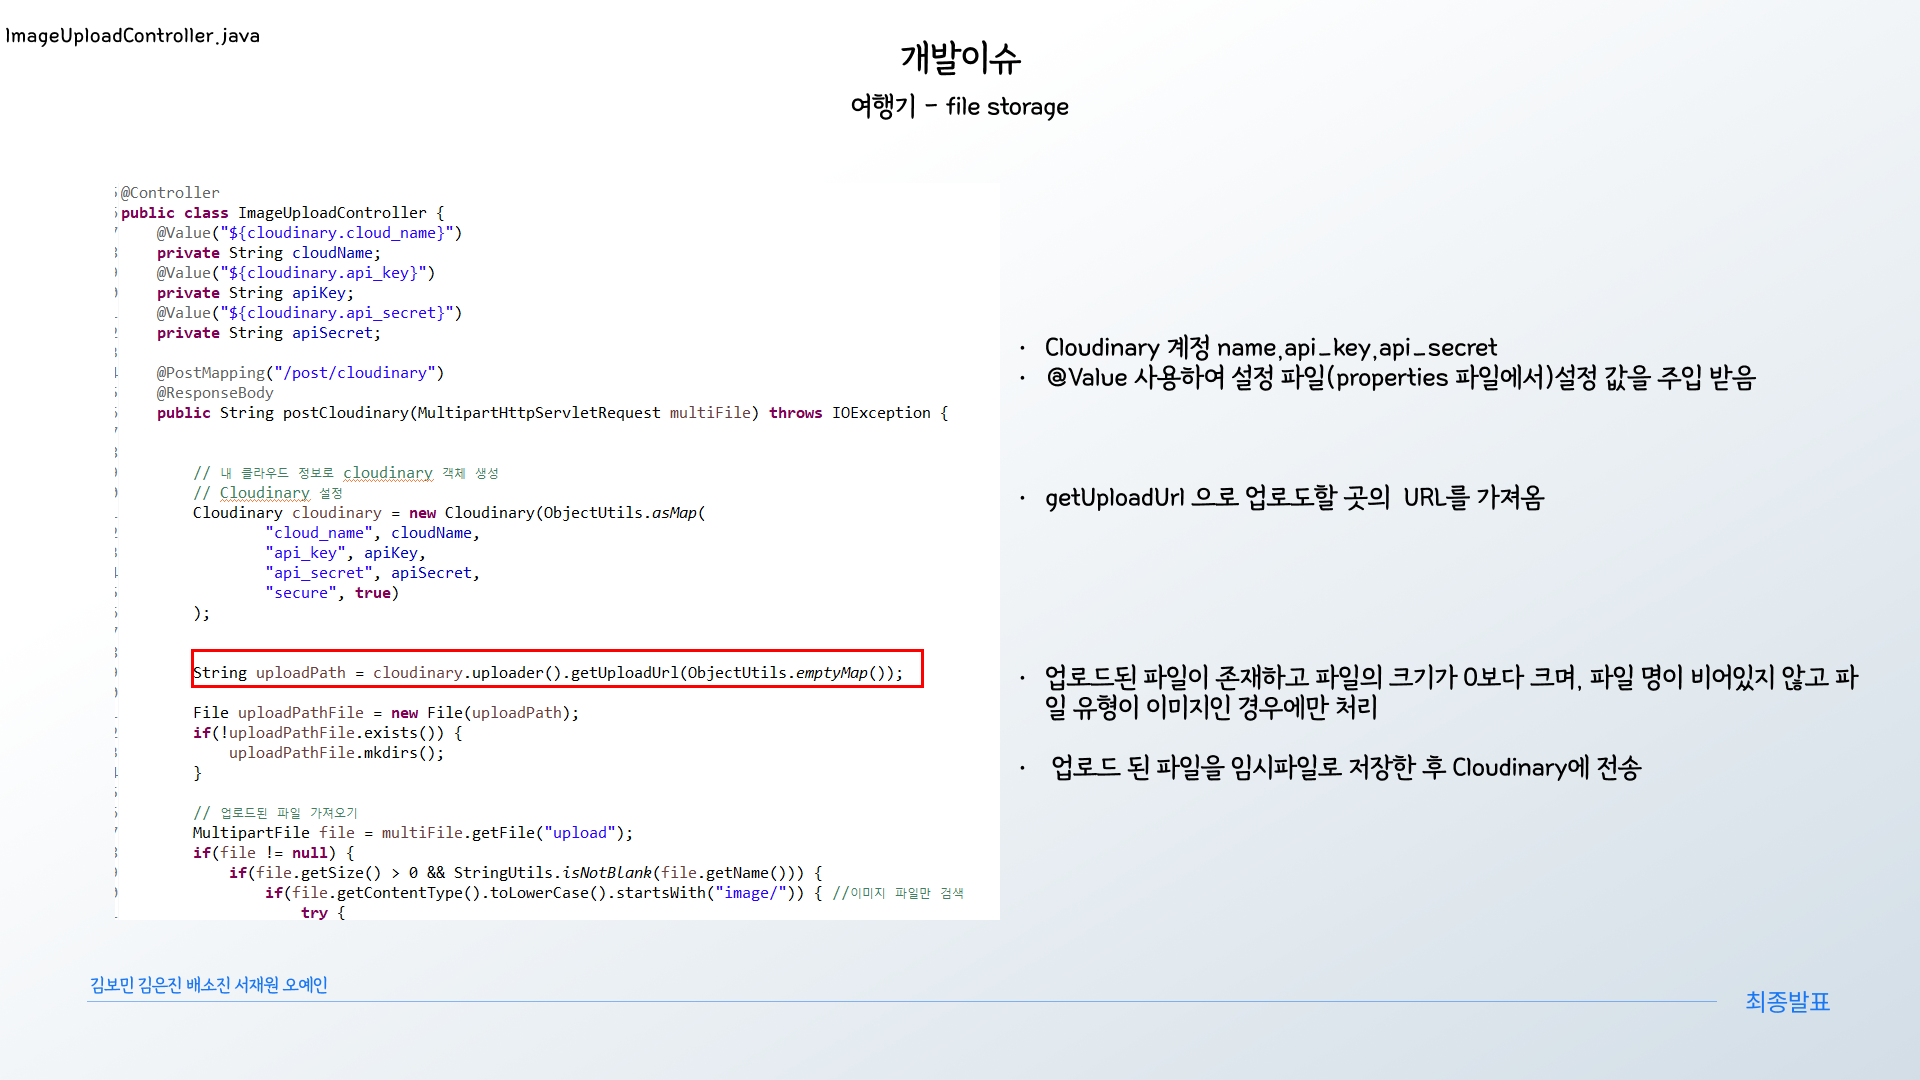 ImageUploadController.java
개발이슈
여행기 - file storage
@Controller
public class ImageUploadController {
@Value("${cloudinary.cloud_name}")
private String cloudName;
@Value("${cloudinary.api_key}")
private String apiKey;
@Value("${cloudinary.api_secret}")
private String apiSecret;
@PostMapping("/post/cloudinary")
@ResponseBody
public String postCloudinary(MultipartHttpServletRequest multiFile) throws IOException {
// 내 클라우드 정보로 cloudinary 객체 생성
// Cloudinary 설정
Cloudinary cloudinary = new Cloudinary(ObjectUtils.asMap(
"cloud_name", cloudName,
"api_key", apiKey,
"api_secret", apiSecret,
"secure", true)
);
String uploadPath = cloudinary.uploader().getUploadUrl(ObjectUtils.emptyMap());
File uploadPathFile = new File(uploadPath);
if(!uploadPathFile.exists()) {
uploadPathFile.mkdirs();
}
// 업로드된 파일 가져오기
MultipartFile file = multiFile.getFile("upload");
if(file != null) {
if(file.getSize() > 0 && StringUtils.isNotBlank(file.getName())) {
if(file.getContentType().toLowerCase().startsWith("image/")) { //이미지 파일만 검색
try {
· Cloudinary 계정 name,api_key,api_secret
· @Value 사용하여 설정 파일(properties 파일에서)설정 값을 주입 받음
· getUploadUrl 으로 업로도할 곳의 URL를 가져옴
· 업로드된 파일이 존재하고 파일의 크기가 0보다 크며, 파일 명이 비어있지 않고 파
일 유형이 이미지인 경우에만 처리
· 업로드 된 파일을 임시파일로 저장한 후 Cloudinary에 전송
김보민 김은진 배소진 서재원 오예인
최종발표